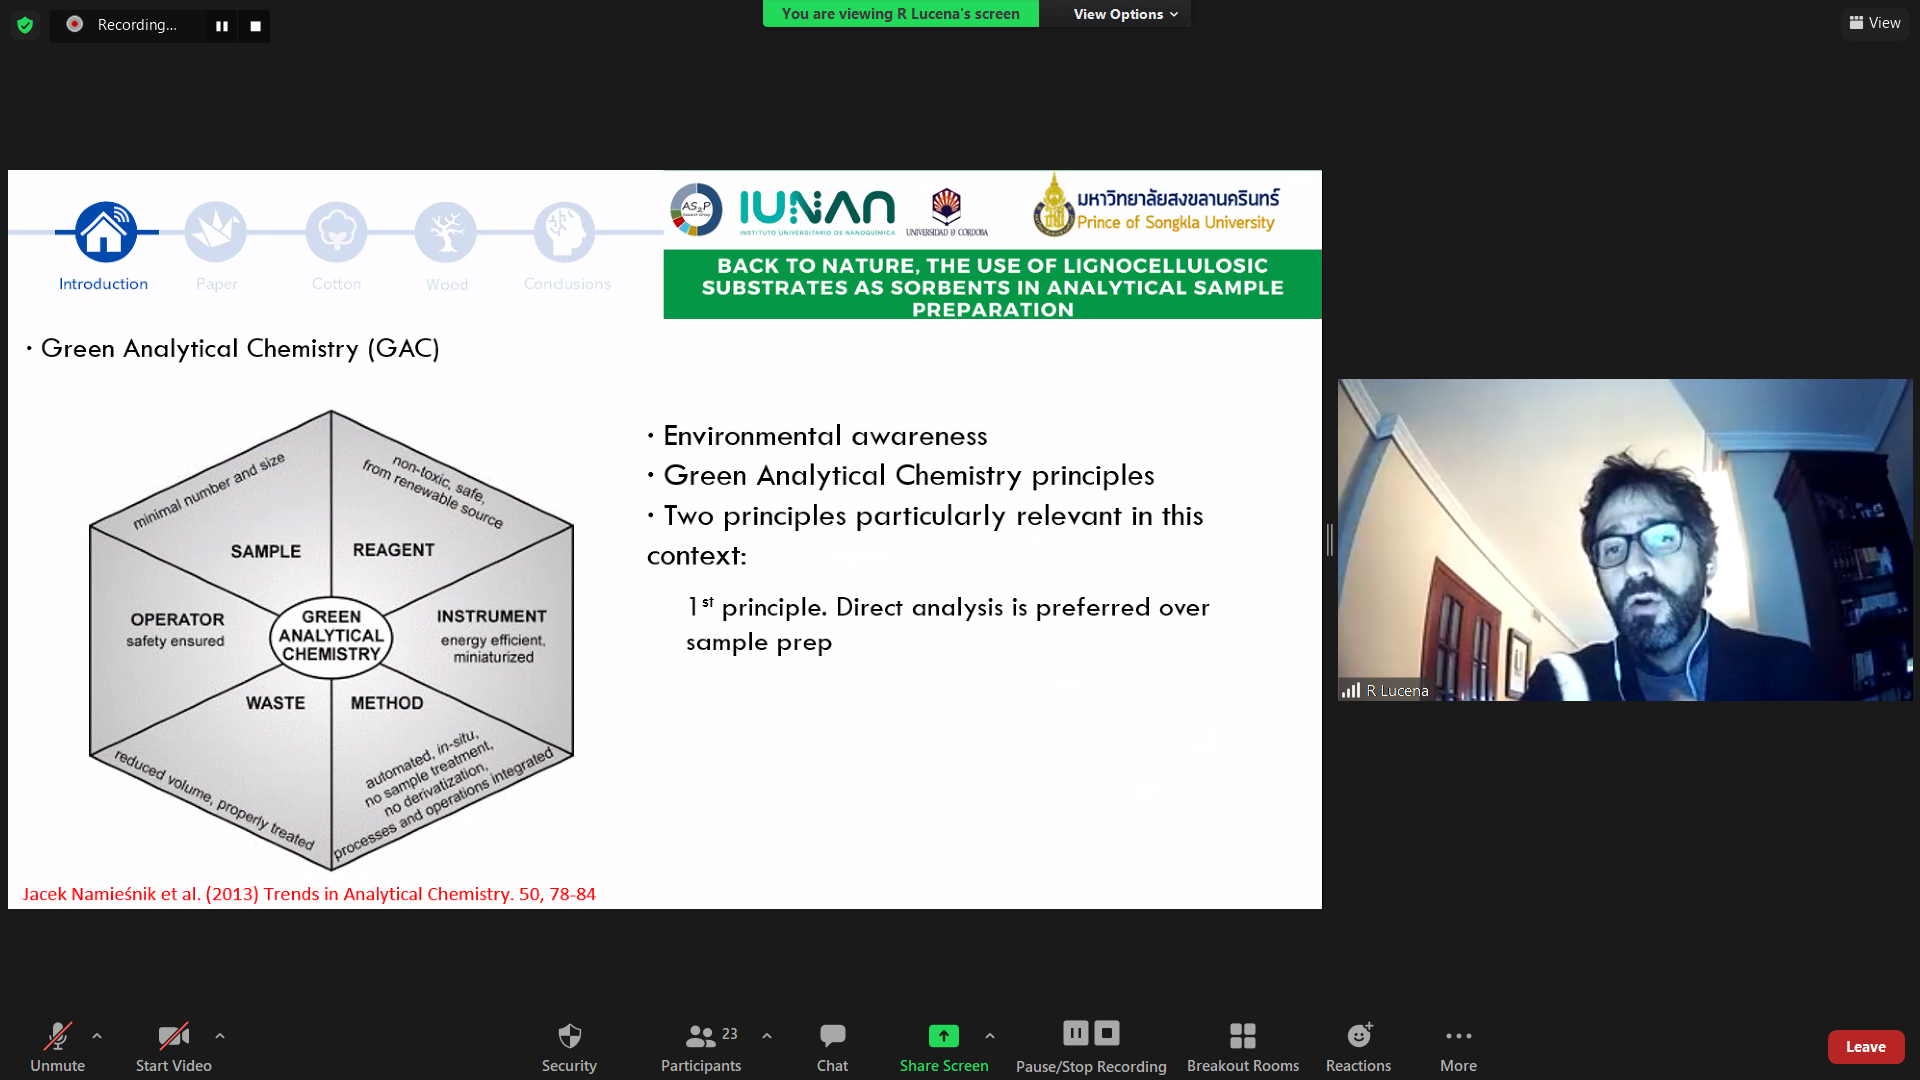 Recording...
You are viewing R Lucena's screen
View Options
View
Introduction
Paper
Cotton
Wood
Conclusions
AS2P
Research Group
IUNAN
INSTITUTO UNIVERSITARIO DE NANOQUÍMICA
UNIVERSIDAD Ð CORDOBA
มหาวิทยาลัยสงขลานครินทร์
Prince of Songkla University
BACK TO NATURE, THE USE OF LIGNOCELLULOSIC
SUBSTRATES AS SORBENTS IN ANALYTICAL SAMPLE
PREPARATION
· Green Analytical Chemistry (GAC)
minimal number and size
non-toxic, safe,
from renewable source
SAMPLE
REAGENT
OPERATOR
safety ensured
GREEN
ANALYTICAL
CHEMISTRY
INSTRUMENT
energy efficient,
miniaturized
WASTE
METHOD
reduced volume, properly treated
automated, in-situ,
no sample treatment,
no derivatization,
processes and operations integrated
Jacek Namieśnik et al. (2013) Trends in Analytical Chemistry. 50, 78-84
· Environmental awareness
· Green Analytical Chemistry principles
· Two principles particularly relevant in this
context:
1st principle. Direct analysis is preferred over
sample prep
R Lucena
Unmute
Start Video
Security
Participants
23
Chat
Share Screen
Pause/Stop Recording
Breakout Rooms
Reactions
More
Leave